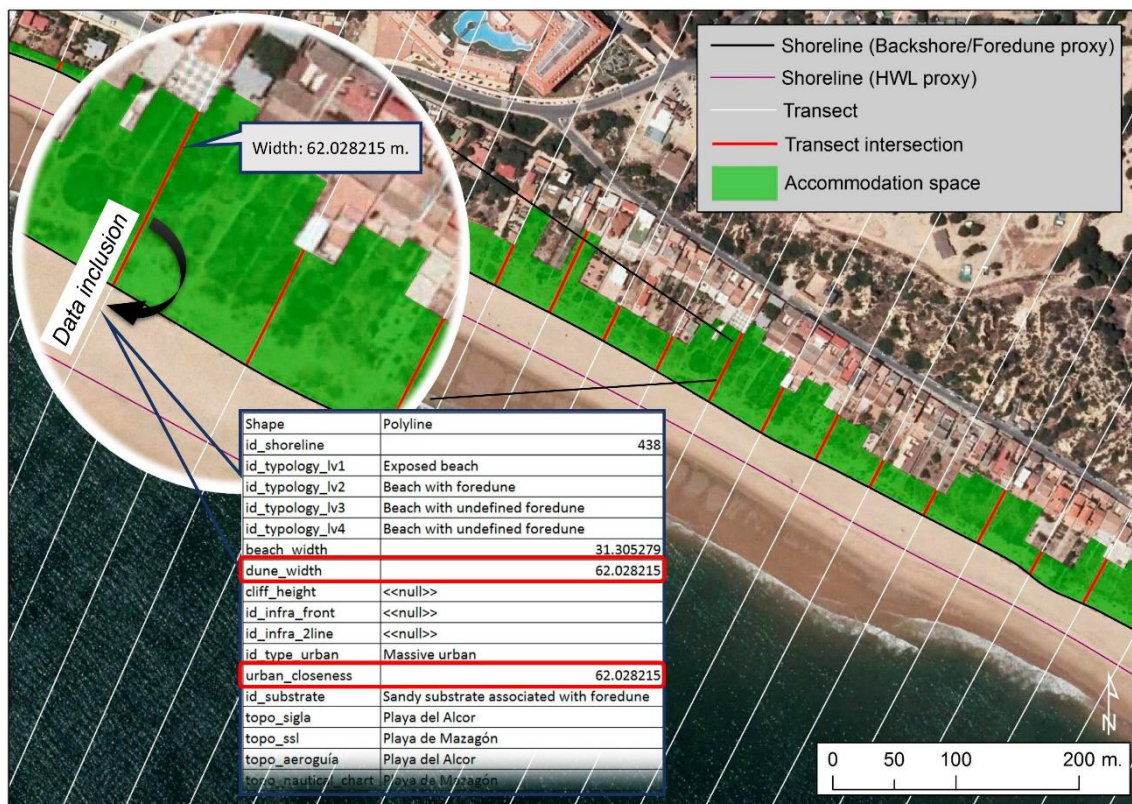 Shoreline (Backshore/Foredune proxy)
Shoreline (HWL proxy)
Transect
Transect intersection
Accommodation space
Width: 62.028215 m.
Data inclusion
Shape Polyline
id_shoreline 438
id_typology_lv1 Exposed beach
id_typology_lv2 Beach with foredune
id_typology_lv3 Beach with undefined foredune
id_typology_lv4 Beach with undefined foredune
beach_width 31.305279
dune_width 62.028215
cliff_height <<null>>
id_infra_front <<null>>
id_infra_2line <<null>>
id_type_urban Massive urban
urban_closeness 62.028215
id_substrate Sandy substrate associated with foredune
topo_sigla Playa del Alcor
topo_ssl Playa de Mazagón
topo_aeroguía Playa del Alcor
topo_nautical_chart Playa de Mazagón
N
0 50 100 200 m.